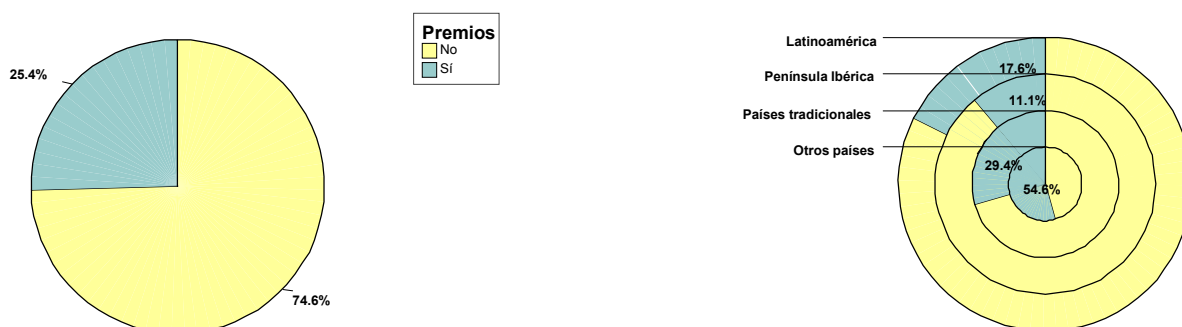 25.4%
74.6%
Premios
No
Sí
Latinoamérica
Península Ibérica
Países tradicionales
Otros países
17.6%
11.1%
29.4%
54.6%